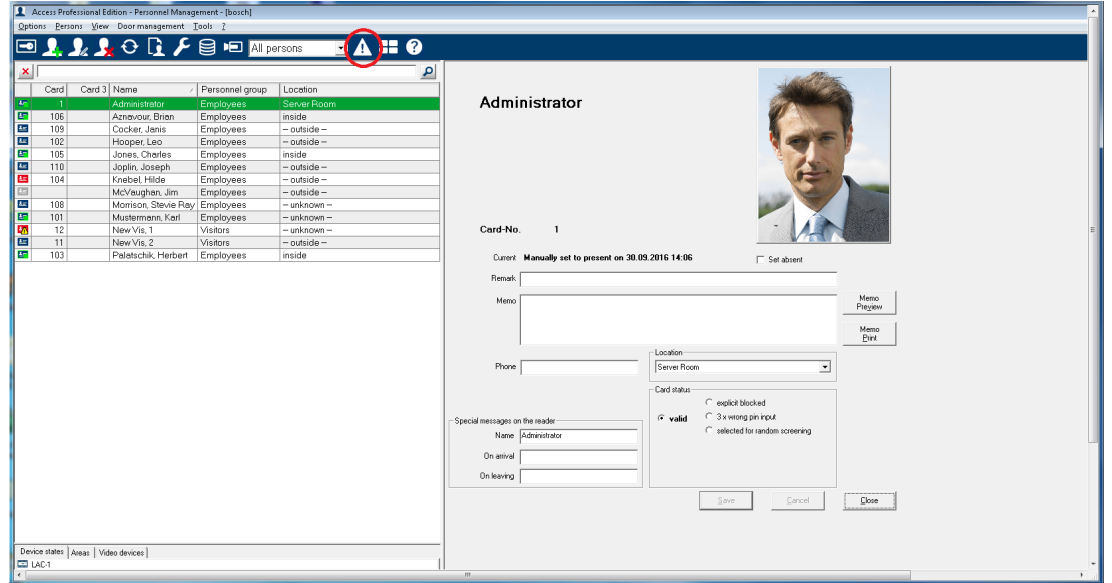 Access Professional Edition - Personnel Management - [bosch]
Options Persons View Door management Tools ?
All persons
Card Card 3 Name Personnel group Location
1 Administrator Employees Server Room
106 Aznavour, Brian Employees inside
109 Cocker, Janis Employees -- outside --
102 Hooper, Leo Employees -- outside --
105 Jones, Charles Employees inside
110 Joplin, Joseph Employees -- outside --
104 Knebel, Hilde Employees -- outside --
McVaughan, Jim Employees -- outside --
108 Morrison, Stevie Ray Employees -- unknown --
101 Mustermann, Karl Employees -- unknown --
12 New Vis, 1 Visitors -- unknown --
11 New Vis, 2 Visitors -- outside --
103 Palatschik, Herbert Employees inside
Device states Areas Video devices
LAC-1
Administrator
Card-No. 1
Current Manually set to present on 30.09.2016 14:06
Set absent
Remark
Memo
Memo Preview
Memo Print
Phone
Location
Server Room
Card status
valid
explicit blocked
3 x wrong pin input
selected for random screening
Special messages on the reader
Name Administrator
On arrival
On leaving
Save Cancel Close